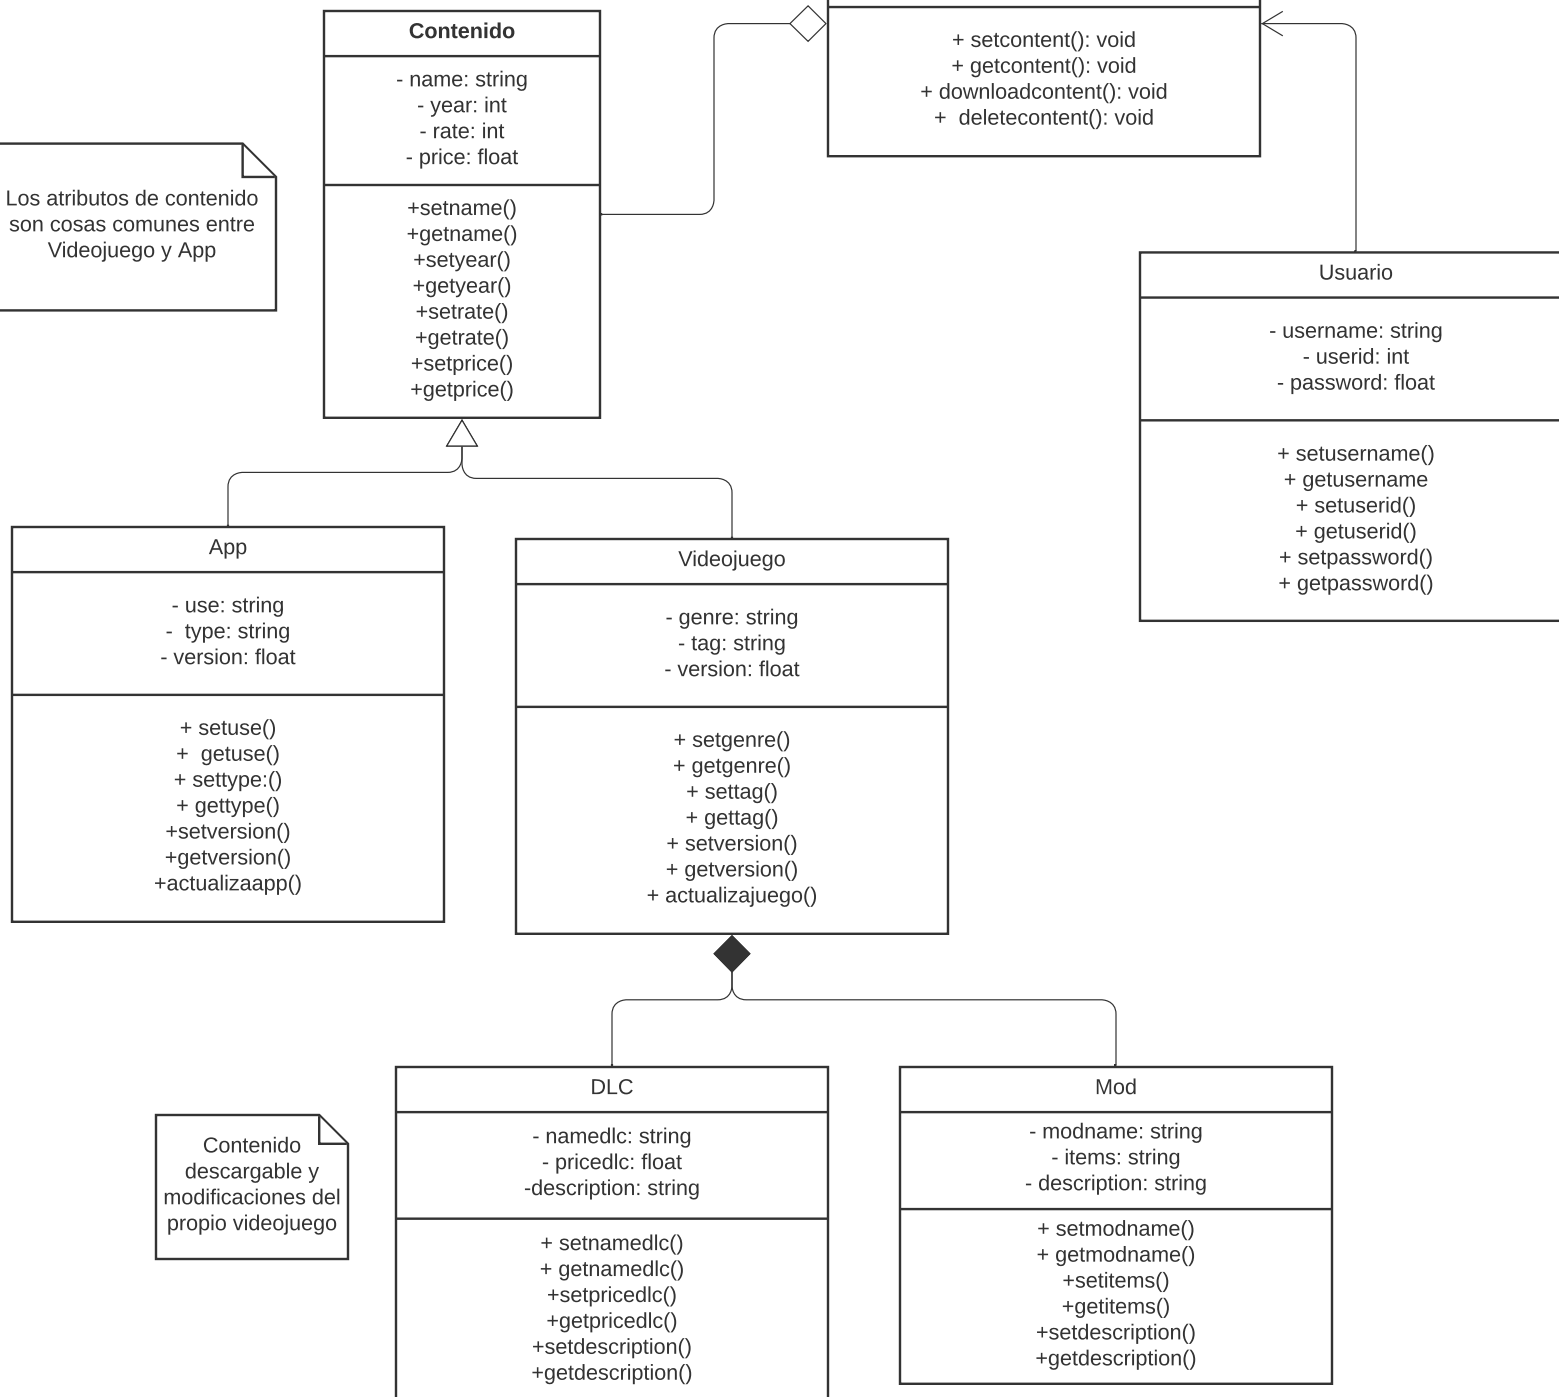 Contenido
- name: string
- year: int
- rate: int
- price: float
+setname()
+getname()
+setyear()
+getyear()
+setrate()
+getrate()
+setprice()
+getprice()
+ setcontent(): void
+ getcontent(): void
+ downloadcontent(): void
+  deletecontent(): void
Los atributos de contenido
son cosas comunes entre
Videojuego y App
Usuario
- username: string
- userid: int
- password: float
+ setusername()
+ getusername
+ setuserid()
+ getuserid()
+ setpassword()
+ getpassword()
App
- use: string
-  type: string
- version: float
+ setuse()
+  getuse()
+ settype:()
+ gettype()
+setversion()
+getversion()
+actualizaapp()
Videojuego
- genre: string
- tag: string
- version: float
+ setgenre()
+ getgenre()
+ settag()
+ gettag()
+ setversion()
+ getversion()
+ actualizajuego()
Contenido
descargable y
modificaciones del
propio videojuego
DLC
- namedlc: string
- pricedlc: float
-description: string
+ setnamedlc()
+ getnamedlc()
+setpricedlc()
+getpricedlc()
+setdescription()
+getdescription()
Mod
- modname: string
- items: string
- description: string
+ setmodname()
+ getmodname()
+setitems()
+getitems()
+setdescription()
+getdescription()